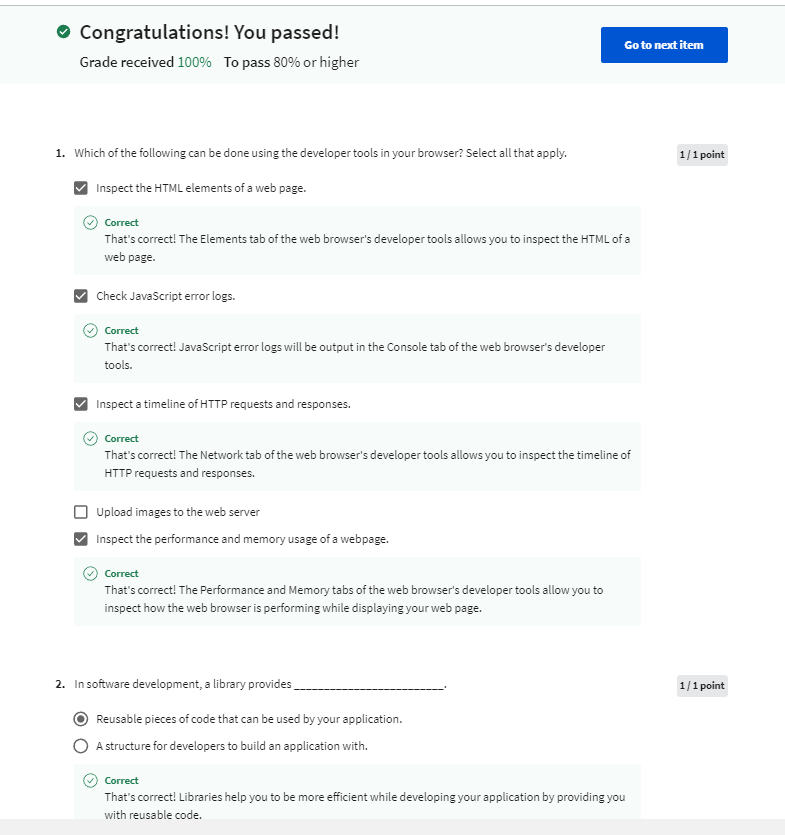 Congratulations! You passed!
Go to next item
Grade received 100% To pass 80% or higher
1. Which of the following can be done using the developer tools in your browser? Select all that apply.
1 / 1 point
Inspect the HTML elements of a web page.
Correct
That's correct! The Elements tab of the web browser's developer tools allows you to inspect the HTML of a
web page.
Check JavaScript error logs.
Correct
That's correct! JavaScript error logs will be output in the Console tab of the web browser's developer
tools.
Inspect a timeline of HTTP requests and responses.
Correct
That's correct! The Network tab of the web browser's developer tools allows you to inspect the timeline of
HTTP requests and responses.
Upload images to the web server
Inspect the performance and memory usage of a webpage.
Correct
That's correct! The Performance and Memory tabs of the web browser's developer tools allow you to
inspect how the web browser is performing while displaying your web page.
2. In software development, a library provides _________________________.
1 / 1 point
Reusable pieces of code that can be used by your application.
A structure for developers to build an application with.
Correct
That's correct! Libraries help you to be more efficient while developing your application by providing you
with reusable code.